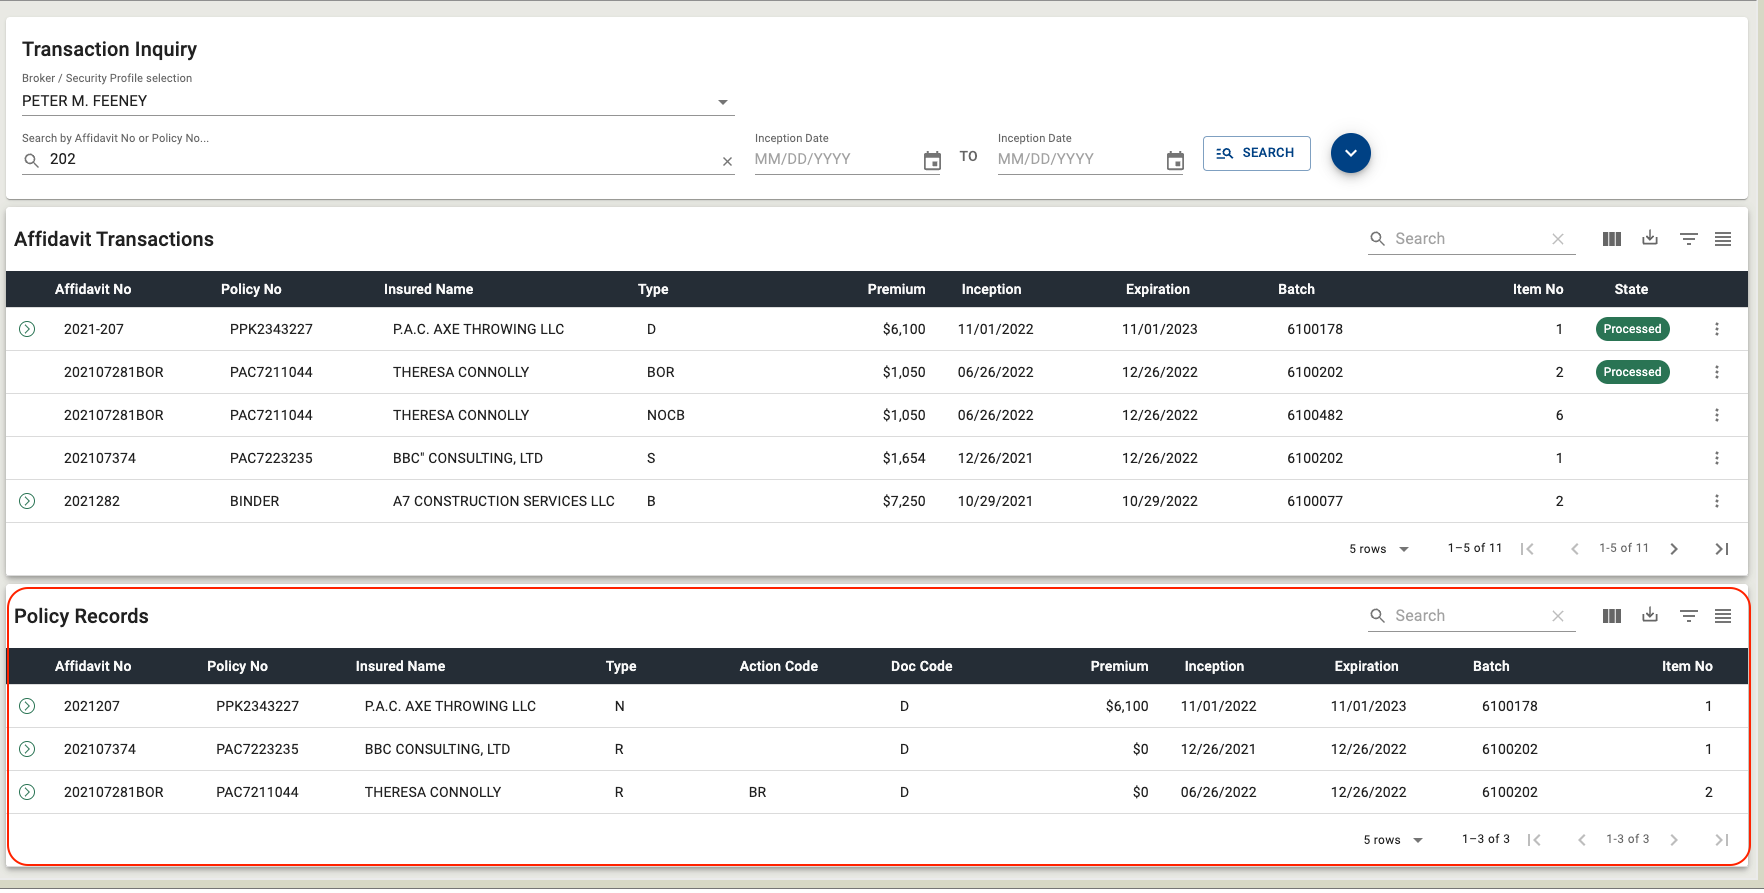 Transaction Inquiry
Broker / Security Profile selection
PETER M. FEENEY
Search by Affidavit No or Policy No...
202
Inception Date
MM/DD/YYYY
TO
Inception Date
MM/DD/YYYY
SEARCH
Affidavit Transactions
Search
Affidavit No Policy No Insured Name Type Premium Inception Expiration Batch Item No State
2021-207 PPK2343227 P.A.C. AXE THROWING LLC D $6,100 11/01/2022 11/01/2023 6100178 1 Processed
202107281BOR PAC7211044 THERESA CONNOLLY BOR $1,050 06/26/2022 12/26/2022 6100202 2 Processed
202107281BOR PAC7211044 THERESA CONNOLLY NOCB $1,050 06/26/2022 12/26/2022 6100482 6
202107374 PAC7223235 BBC" CONSULTING, LTD S $1,654 12/26/2021 12/26/2022 6100202 1
2021282 BINDER A7 CONSTRUCTION SERVICES LLC B $7,250 10/29/2021 10/29/2022 6100077 2
5 rows 1–5 of 11 1-5 of 11
Policy Records
Search
Affidavit No Policy No Insured Name Type Action Code Doc Code Premium Inception Expiration Batch Item No
2021207 PPK2343227 P.A.C. AXE THROWING LLC N D $6,100 11/01/2022 11/01/2023 6100178 1
202107374 PAC7223235 BBC CONSULTING, LTD R D $0 12/26/2021 12/26/2022 6100202 1
202107281BOR PAC7211044 THERESA CONNOLLY R BR D $0 06/26/2022 12/26/2022 6100202 2
5 rows 1–3 of 3 1-3 of 3